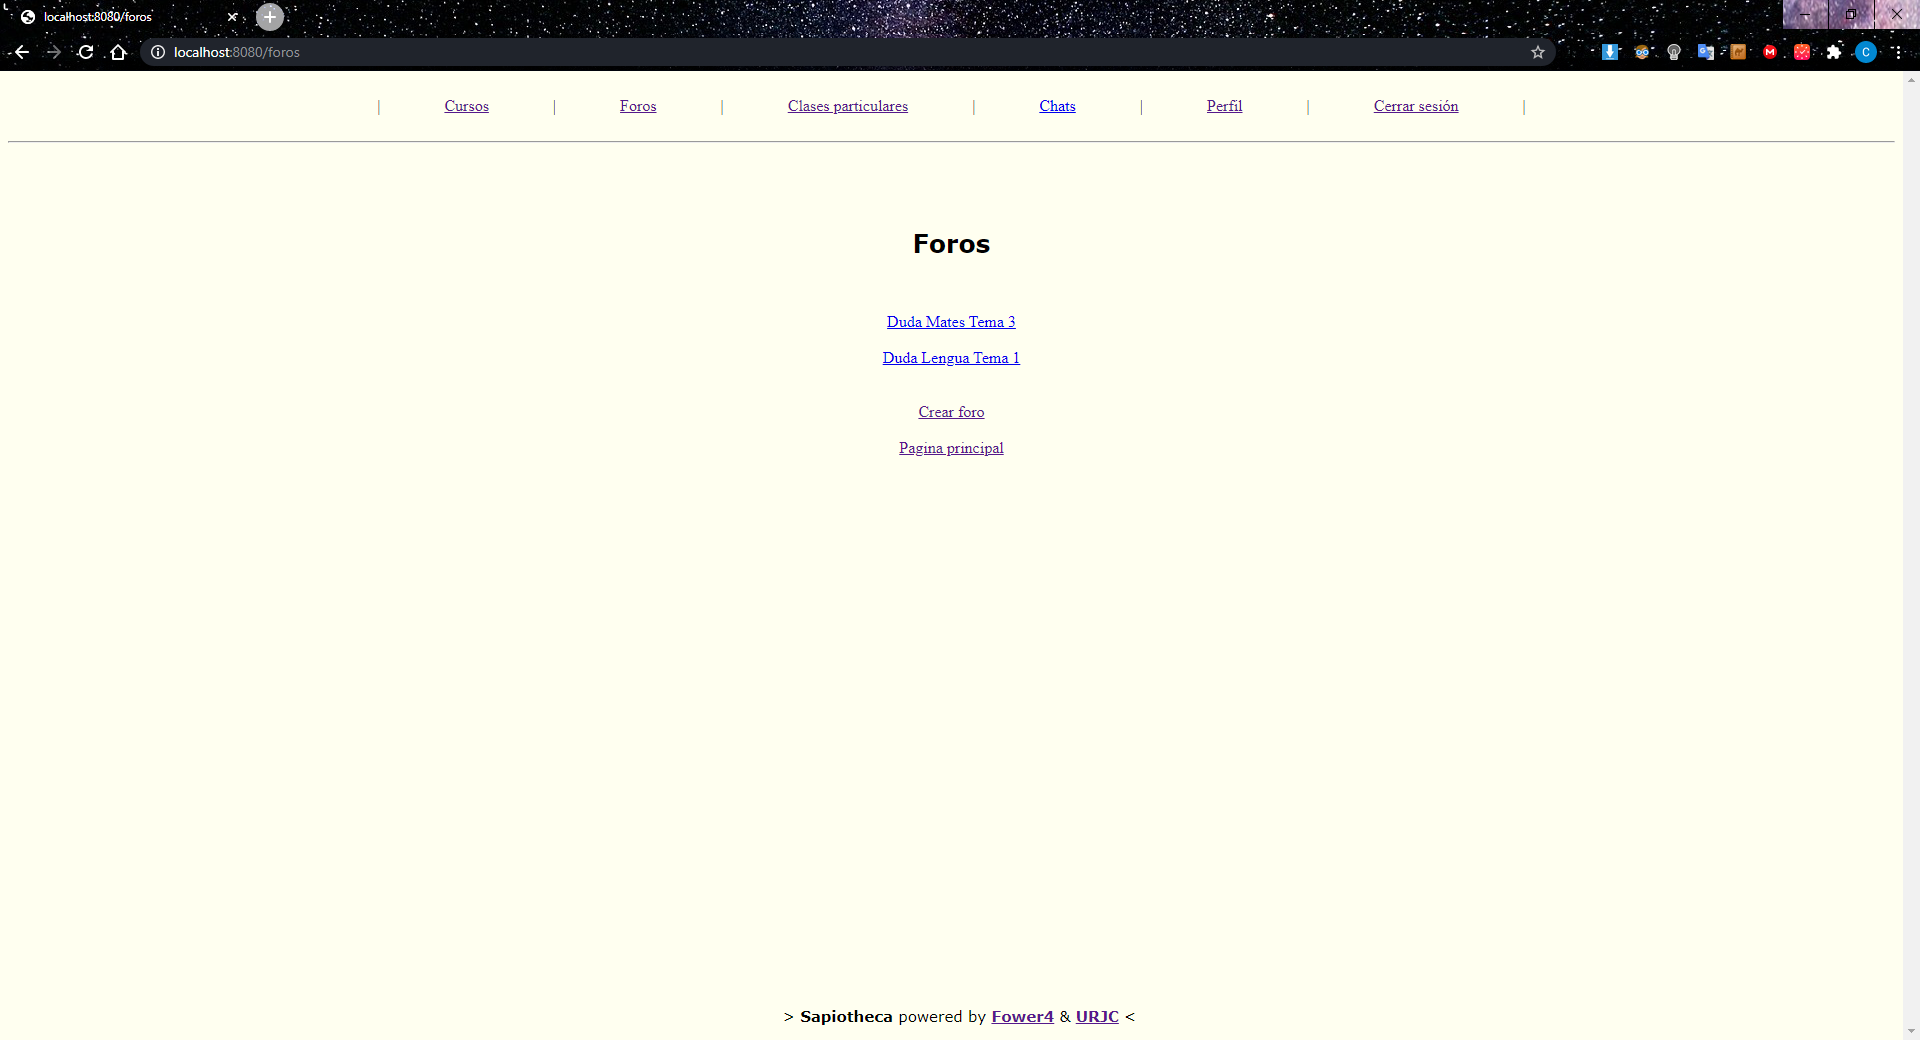 localhost:8080/foros
localhost:8080/foros
| Cursos | Foros | Clases particulares | Chats | Perfil | Cerrar sesión |
Foros
Duda Mates Tema 3
Duda Lengua Tema 1
Crear foro
Pagina principal
> Sapiotheca powered by Fower4 & URJC <